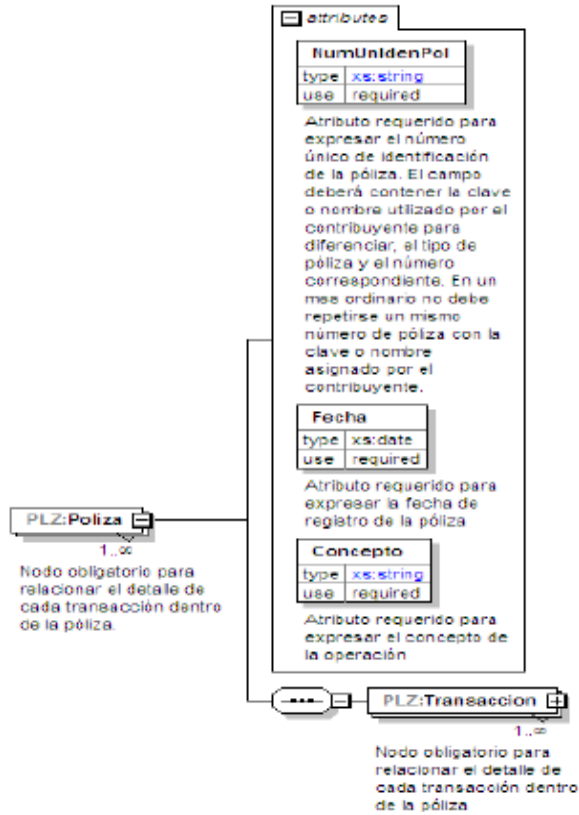 attributes
NumUnIdenPol
type xs:string
use required
Atributo requerido para
expresar el número
único de identificación
de la póliza. El campo
deberá contener la clave
o nombre utilizado por el
contribuyente para
diferenciar, el tipo de
póliza y el número
correspondiente. En un
mes ordinario no debe
repetirse un mismo
número de póliza con la
clave o nombre
asignado por el
contribuyente.
Fecha
type xs:date
use required
Atributo requerido para
expresar la fecha de
registro de la póliza
Concepto
type xs:string
use required
Atributo requerido para
expresar el concepto de
la operación
PLZ:Poliza
1..∞
Nodo obligatorio para
relacionar el detalle de
cada transacción dentro
de la póliza.
PLZ:Transaccion
1..∞
Nodo obligatorio para
relacionar el detalle de
cada transacción dentro
de la póliza